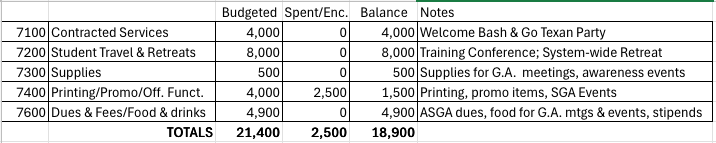 Budgeted Spent/Enc. Balance Notes
7100 Contracted Services 4,000 0 4,000 Welcome Bash & Go Texan Party
7200 Student Travel & Retreats 8,000 0 8,000 Training Conference; System-wide Retreat
7300 Supplies 500 0 500 Supplies for G.A. meetings, awareness events
7400 Printing/Promo/Off. Funct. 4,000 2,500 1,500 Printing, promo items, SGA Events
7600 Dues & Fees/Food & drinks 4,900 0 4,900 ASGA dues, food for G.A. mtgs & events, stipends
TOTALS 21,400 2,500 18,900